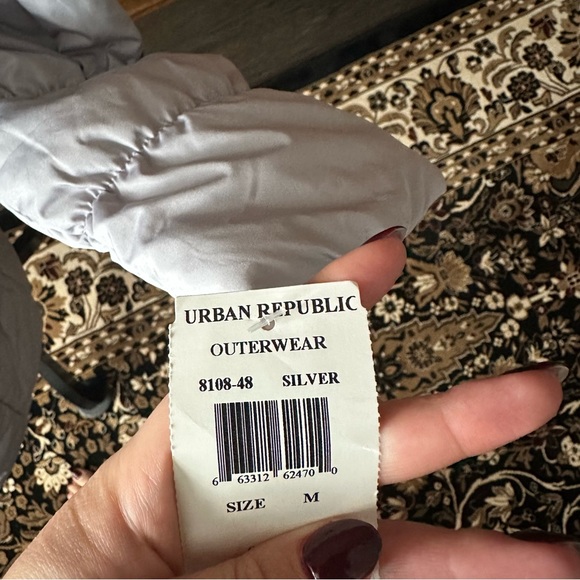 URBAN REPUBLIC
OUTERWEAR
8108-48 SILVER
6 63312 62470 0
SIZE M